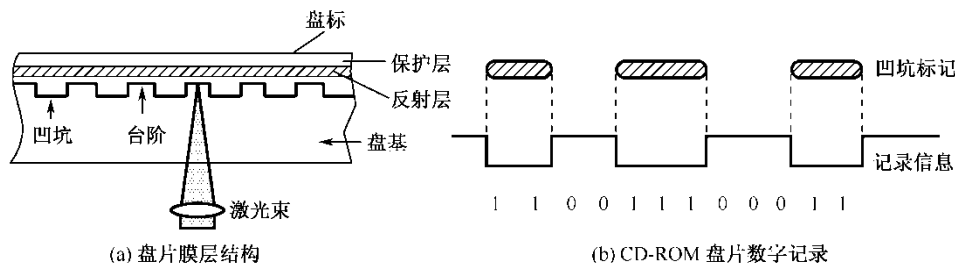 盘标
保护层
反射层
凹坑
台阶
盘基
激光束
(a) 盘片膜层结构
凹坑标记
记录信息
1 1 0 0 1 1 1 0 0 0 1 1
(b) CD-ROM 盘片数字记录